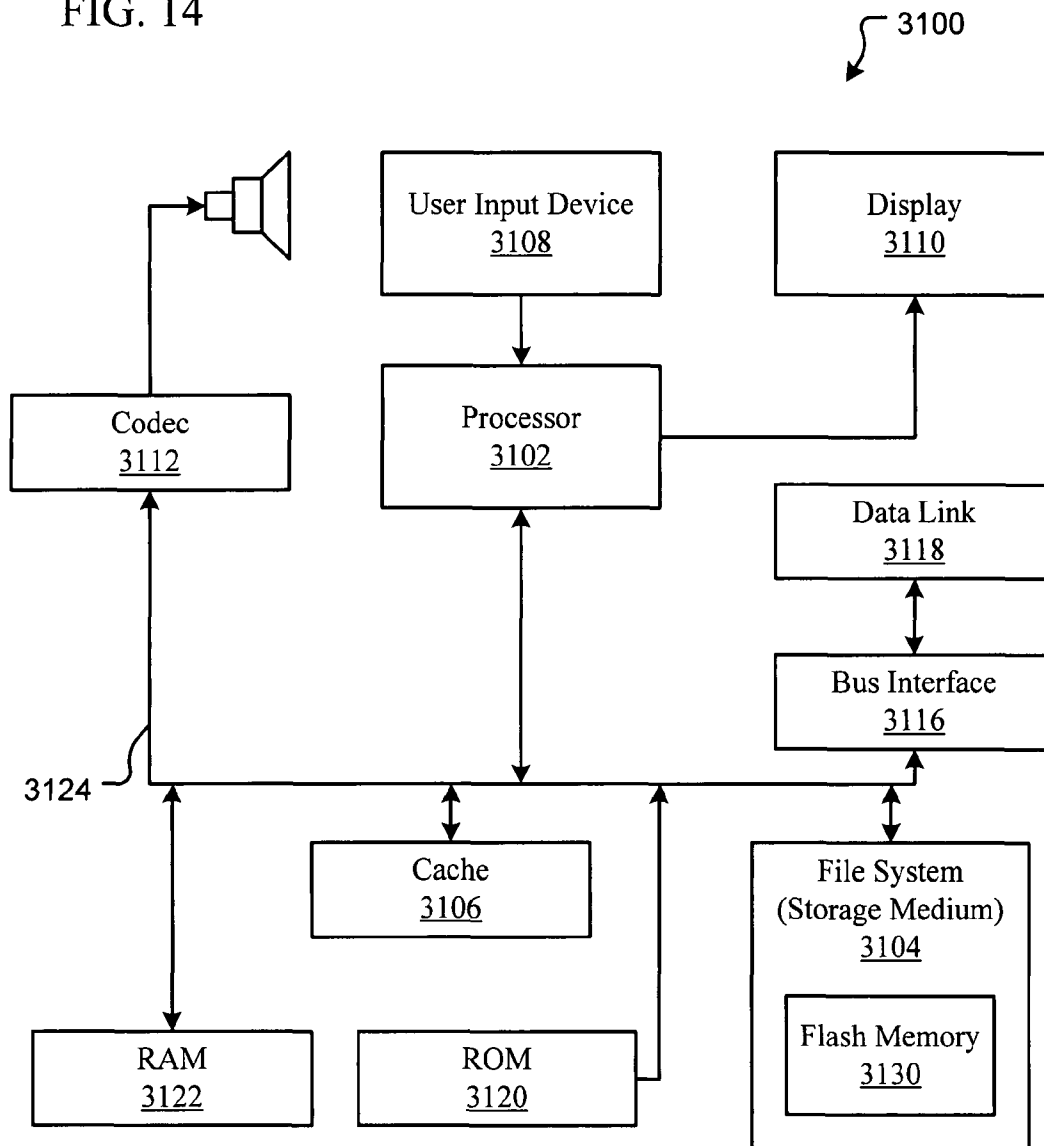 FIG. 14
3100
User Input Device
3108
Display
3110
Codec
3112
Processor
3102
Data Link
3118
Bus Interface
3116
3124
Cache
3106
File System
(Storage Medium)
3104
Flash Memory
3130
RAM
3122
ROM
3120